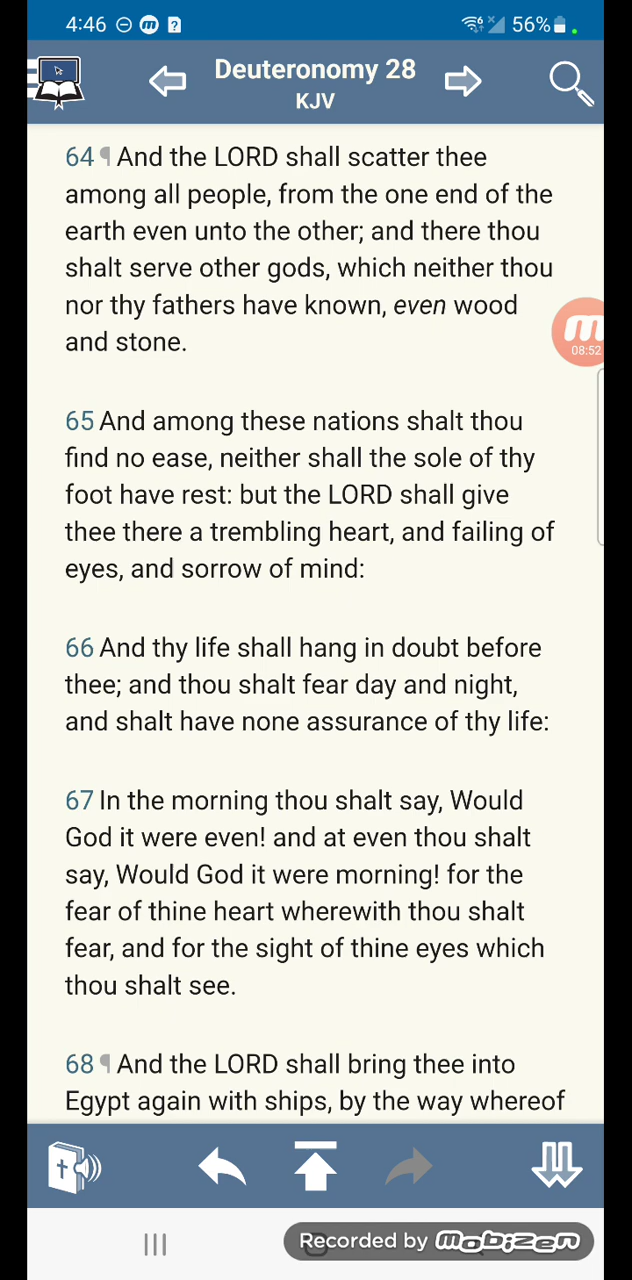 4:46
56%
Deuteronomy 28
KJV
64 ¶ And the LORD shall scatter thee
among all people, from the one end of the
earth even unto the other; and there thou
shalt serve other gods, which neither thou
nor thy fathers have known, even wood
and stone.
08:52
65 And among these nations shalt thou
find no ease, neither shall the sole of thy
foot have rest: but the LORD shall give
thee there a trembling heart, and failing of
eyes, and sorrow of mind:
66 And thy life shall hang in doubt before
thee; and thou shalt fear day and night,
and shalt have none assurance of thy life:
67 In the morning thou shalt say, Would
God it were even! and at even thou shalt
say, Would God it were morning! for the
fear of thine heart wherewith thou shalt
fear, and for the sight of thine eyes which
thou shalt see.
68 ¶ And the LORD shall bring thee into
Egypt again with ships, by the way whereof
Recorded by mobizen